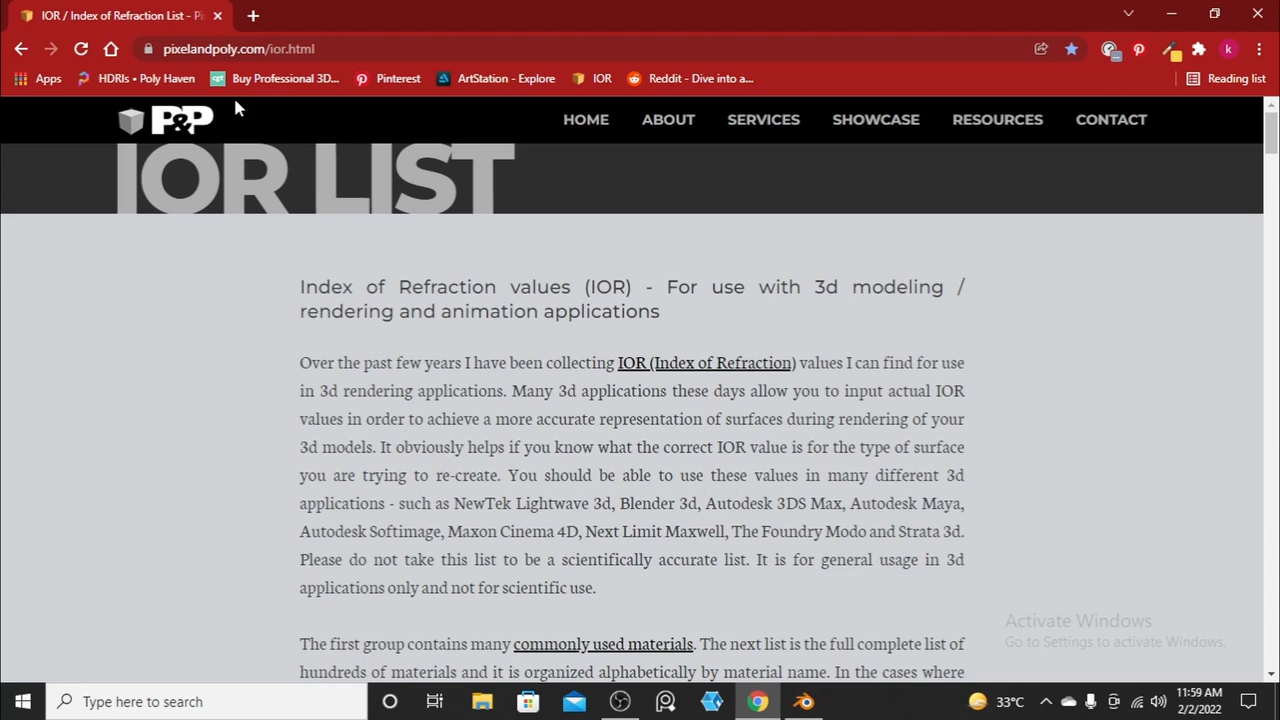 IOR / Index of Refraction List - Pi
pixelandpoly.com/ior.html
k
Apps
HDRIs • Poly Haven
Buy Professional 3D...
Pinterest
ArtStation - Explore
IOR
Reddit - Dive into a...
Reading list
P&P
HOME
ABOUT
SERVICES
SHOWCASE
RESOURCES
CONTACT
IOR LIST
Index of Refraction values (IOR) - For use with 3d modeling /
rendering and animation applications
Over the past few years I have been collecting IOR (Index of Refraction) values I can find for use
in 3d rendering applications. Many 3d applications these days allow you to input actual IOR
values in order to achieve a more accurate representation of surfaces during rendering of your
3d models. It obviously helps if you know what the correct IOR value is for the type of surface
you are trying to re-create. You should be able to use these values in many different 3d
applications - such as NewTek Lightwave 3d, Blender 3d, Autodesk 3DS Max, Autodesk Maya,
Autodesk Softimage, Maxon Cinema 4D, Next Limit Maxwell, The Foundry Modo and Strata 3d.
Please do not take this list to be a scientifically accurate list. It is for general usage in 3d
applications only and not for scientific use.
The first group contains many commonly used materials. The next list is the full complete list of
hundreds of materials and it is organized alphabetically by material name. In the cases where
Activate Windows
Go to Settings to activate Windows.
Type here to search
33°C
11:59 AM
2/2/2022